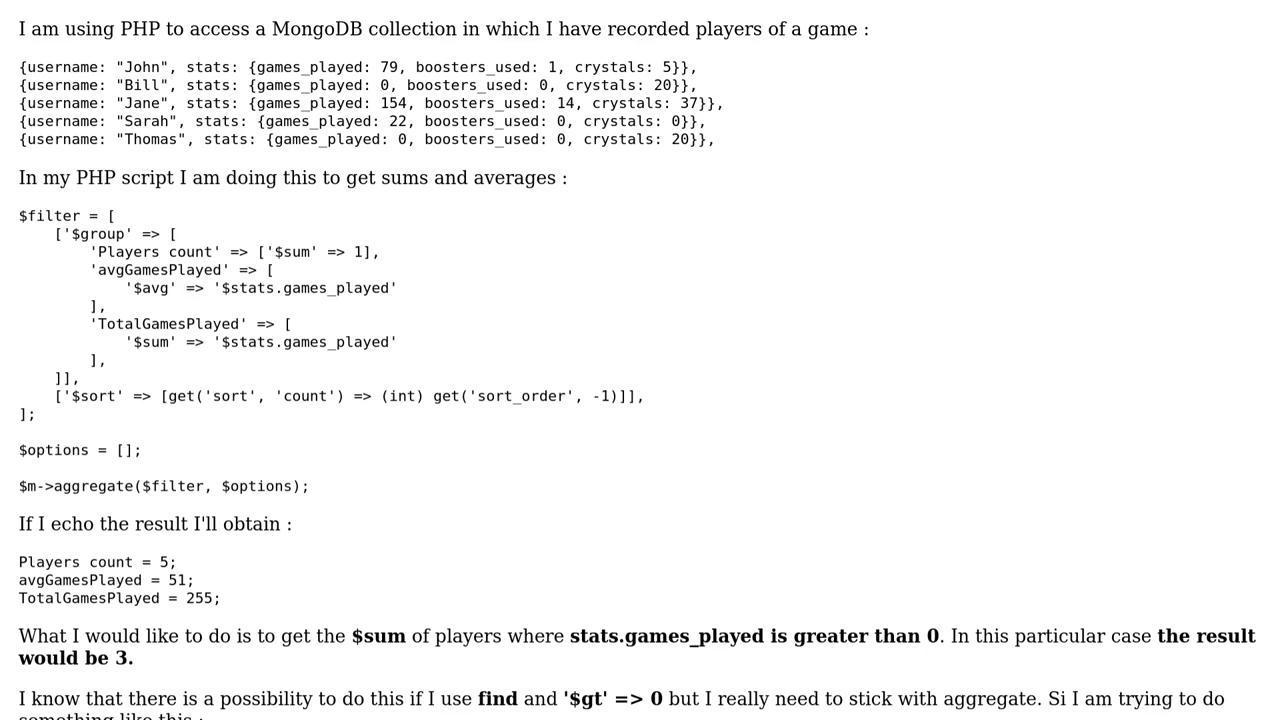 I am using PHP to access a MongoDB collection in which I have recorded players of a game :
{username: "John", stats: {games_played: 79, boosters_used: 1, crystals: 5}},
{username: "Bill", stats: {games_played: 0, boosters_used: 0, crystals: 20}},
{username: "Jane", stats: {games_played: 154, boosters_used: 14, crystals: 37}},
{username: "Sarah", stats: {games_played: 22, boosters_used: 0, crystals: 0}},
{username: "Thomas", stats: {games_played: 0, boosters_used: 0, crystals: 20}},
In my PHP script I am doing this to get sums and averages :
$filter = [
    ['$group' => [
        'Players count' => ['$sum' => 1],
        'avgGamesPlayed' => [
            '$avg' => '$stats.games_played'
        ],
        'TotalGamesPlayed' => [
            '$sum' => '$stats.games_played'
        ],
    ]],
    ['$sort' => [get('sort', 'count') => (int) get('sort_order', -1)]],
];
$options = [];
$m->aggregate($filter, $options);
If I echo the result I'll obtain :
Players count = 5;
avgGamesPlayed = 51;
TotalGamesPlayed = 255;
What I would like to do is to get the $sum of players where stats.games_played is greater than 0. In this particular case the result
would be 3.
I know that there is a possibility to do this if I use find and '$gt' => 0 but I really need to stick with aggregate. Si I am trying to do
something like this :